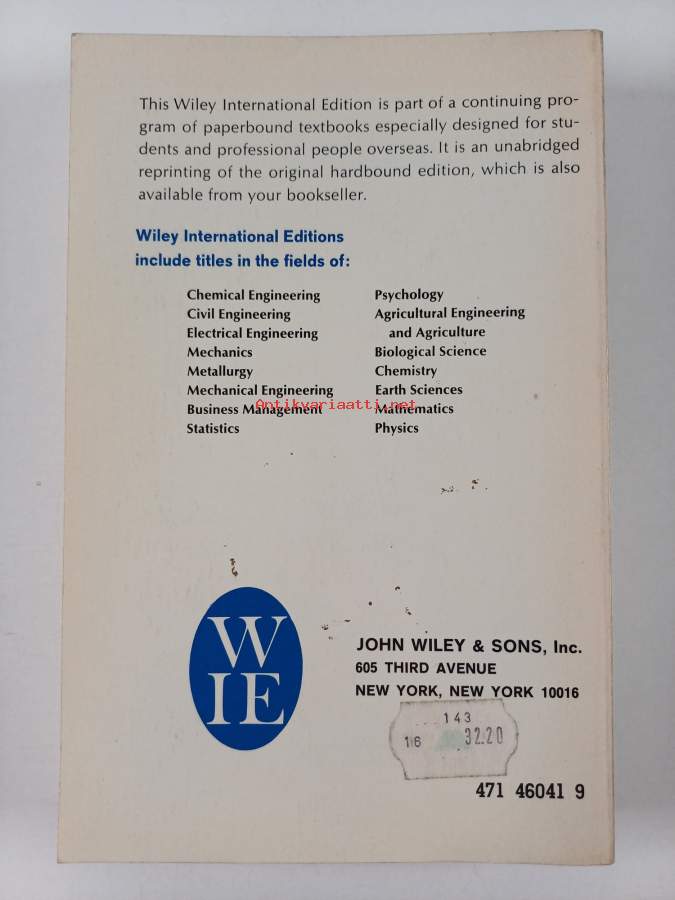 This Wiley International Edition is part of a continuing pro-
gram of paperbound textbooks especially designed for stu-
dents and professional people overseas. It is an unabridged
reprinting of the original hardbound edition, which is also
available from your bookseller.
Wiley International Editions
include titles in the fields of:
Chemical Engineering
Civil Engineering
Electrical Engineering
Mechanics
Metallurgy
Mechanical Engineering
Business Management
Statistics
Psychology
Agricultural Engineering
and Agriculture
Biological Science
Chemistry
Earth Sciences
Mathematics
Physics
Antikvariaatti.net
W
IE
JOHN WILEY & SONS, Inc.
605 THIRD AVENUE
NEW YORK, NEW YORK 10016
143
16 32.20
471 46041 9